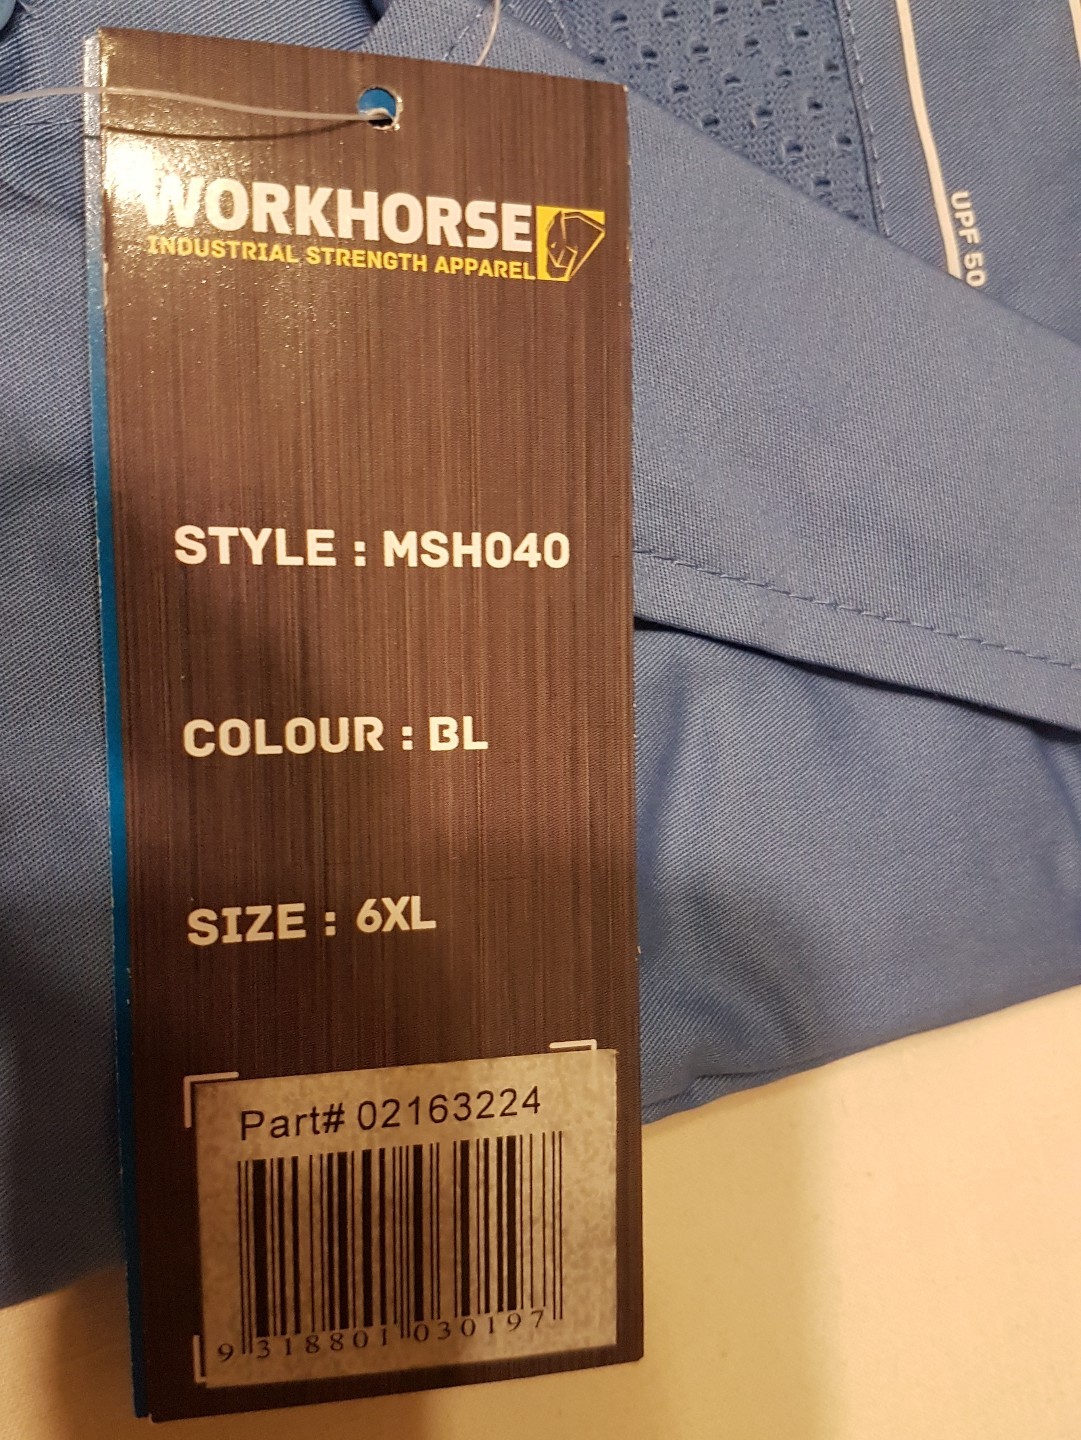 WORKHORSE
INDUSTRIAL STRENGTH APPAREL
UPF 50
STYLE : MSH040
COLOUR : BL
SIZE : 6XL
Part# 02163224
9 318801 030197